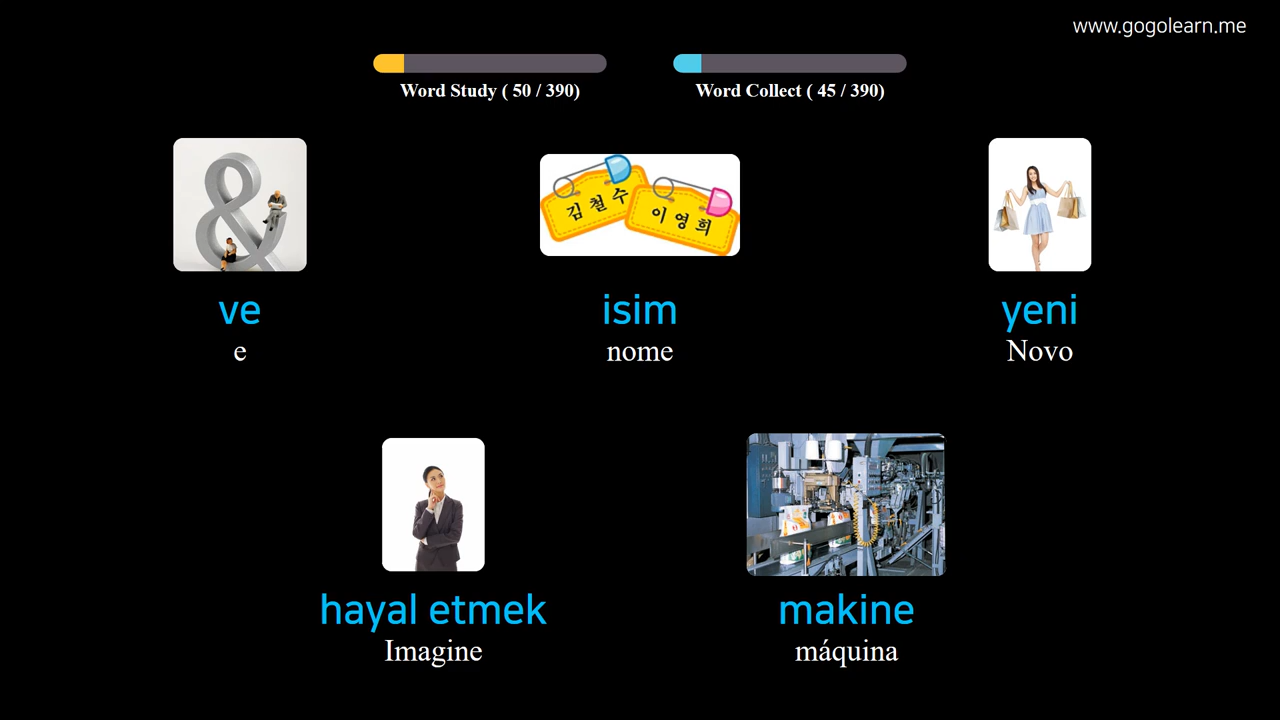 www.gogolearn.me
Word Study ( 50 / 390)
Word Collect ( 45 / 390)
&
김철수
이영희
ve
e
isim
nome
yeni
Novo
hayal etmek
Imagine
makine
máquina